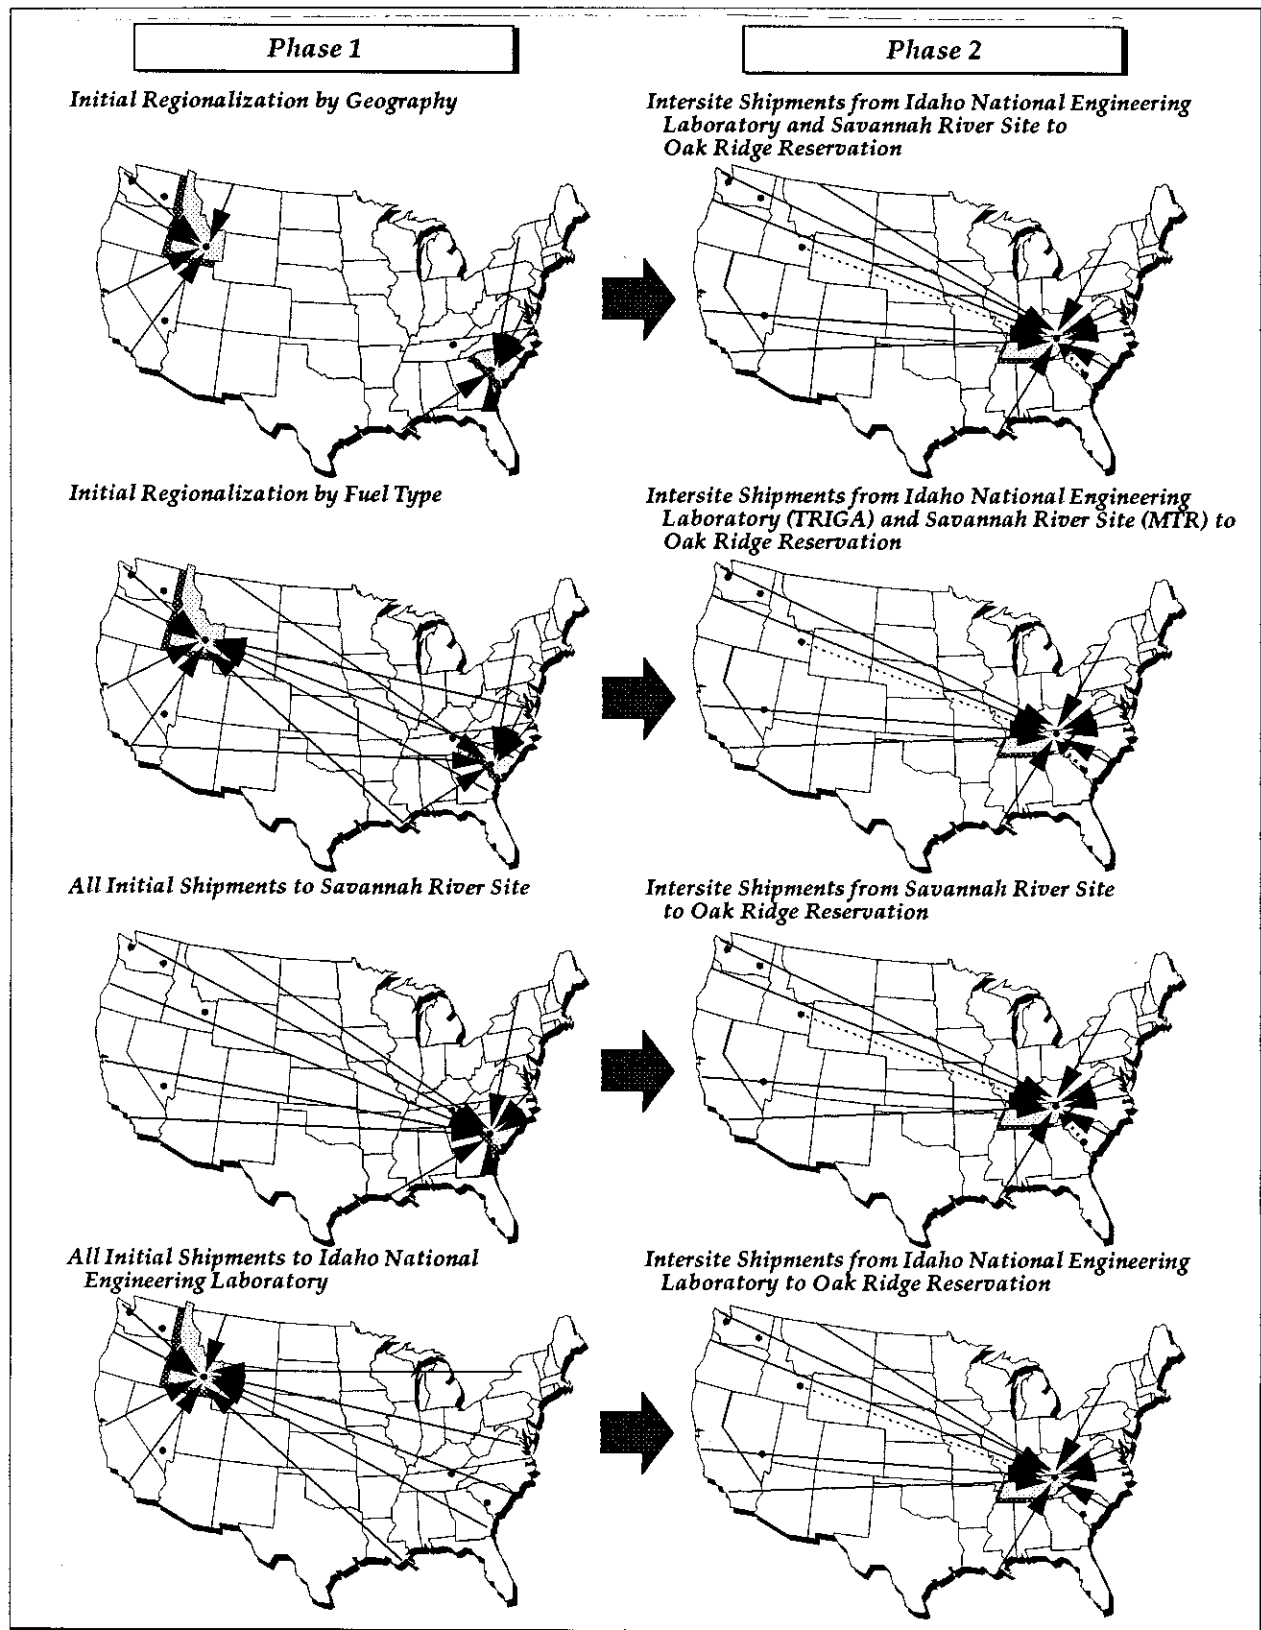 Phase 1
Phase 2
Initial Regionalization by Geography
Intersite Shipments from Idaho National Engineering
Laboratory and Savannah River Site to
Oak Ridge Reservation
Initial Regionalization by Fuel Type
Intersite Shipments from Idaho National Engineering
Laboratory (TRIGA) and Savannah River Site (MTR) to
Oak Ridge Reservation
All Initial Shipments to Savannah River Site
Intersite Shipments from Savannah River Site
to Oak Ridge Reservation
All Initial Shipments to Idaho National
Engineering Laboratory
Intersite Shipments from Idaho National Engineering
Laboratory to Oak Ridge Reservation